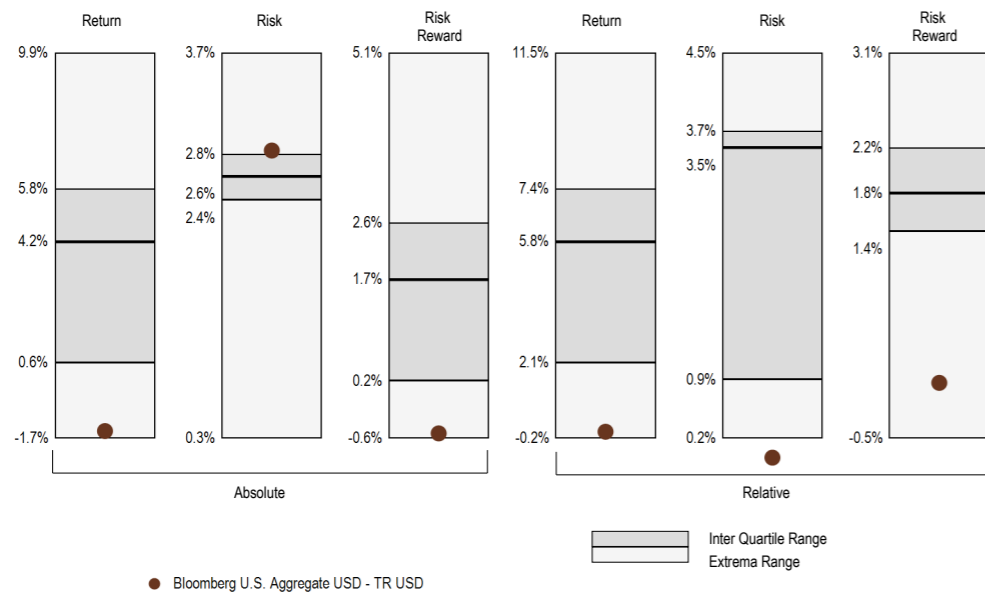 Return
Risk
Risk
Reward
Return
Risk
Risk
Reward
9.9%
5.8%
4.2%
0.6%
-1.7%
3.7%
2.8%
2.6%
2.4%
0.3%
5.1%
2.6%
1.7%
0.2%
-0.6%
11.5%
7.4%
5.8%
2.1%
-0.2%
4.5%
3.7%
3.5%
0.9%
0.2%
3.1%
2.2%
1.8%
1.4%
-0.5%
Absolute
Relative
Inter Quartile Range
Extrema Range
Bloomberg U.S. Aggregate USD - TR USD